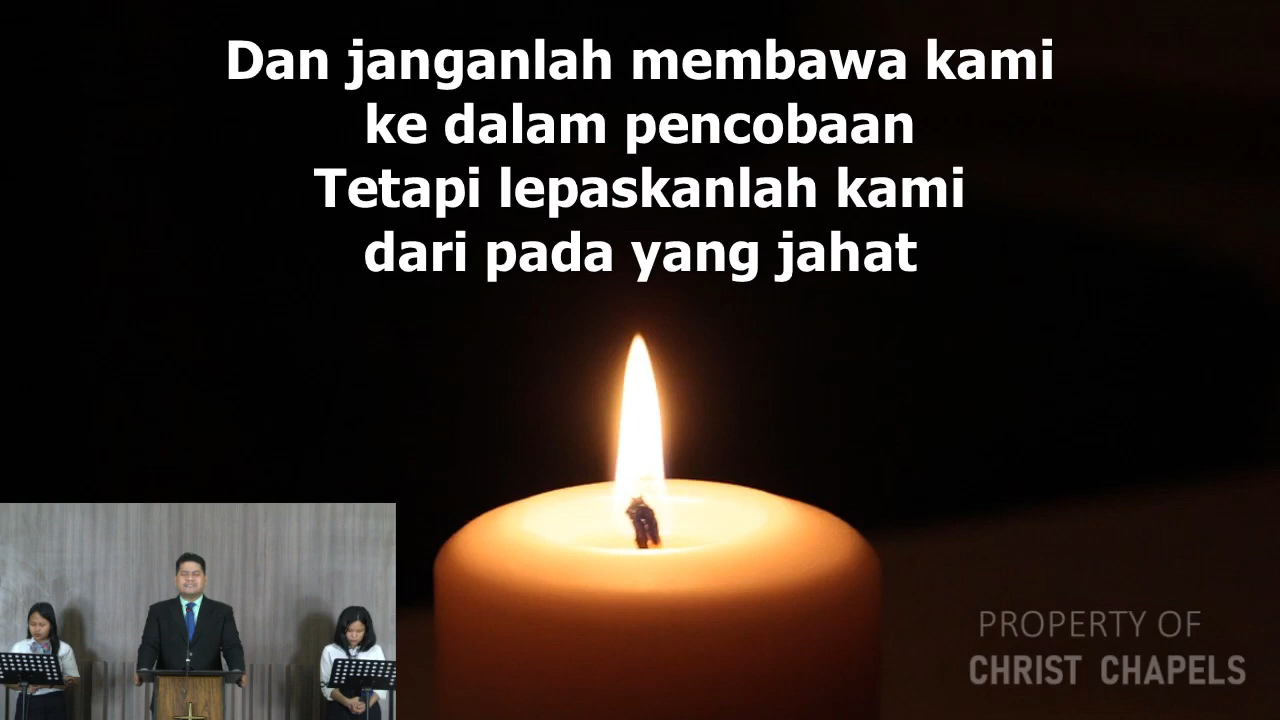 Dan janganlah membawa kami
ke dalam pencobaan
Tetapi lepaskanlah kami
dari pada yang jahat
PROPERTY OF
CHRIST CHAPELS